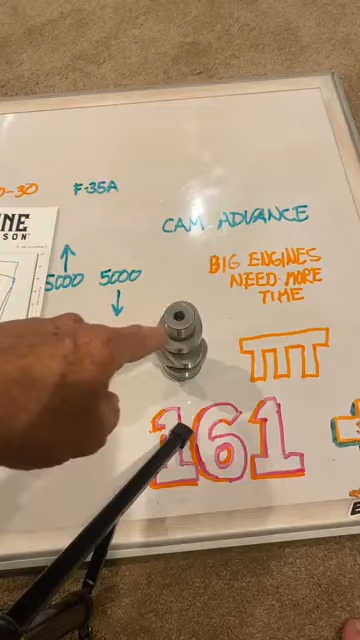 F-35A
CAM ADVANCE
BIG ENGINES
NEED MORE
TIME
5000 5000
161